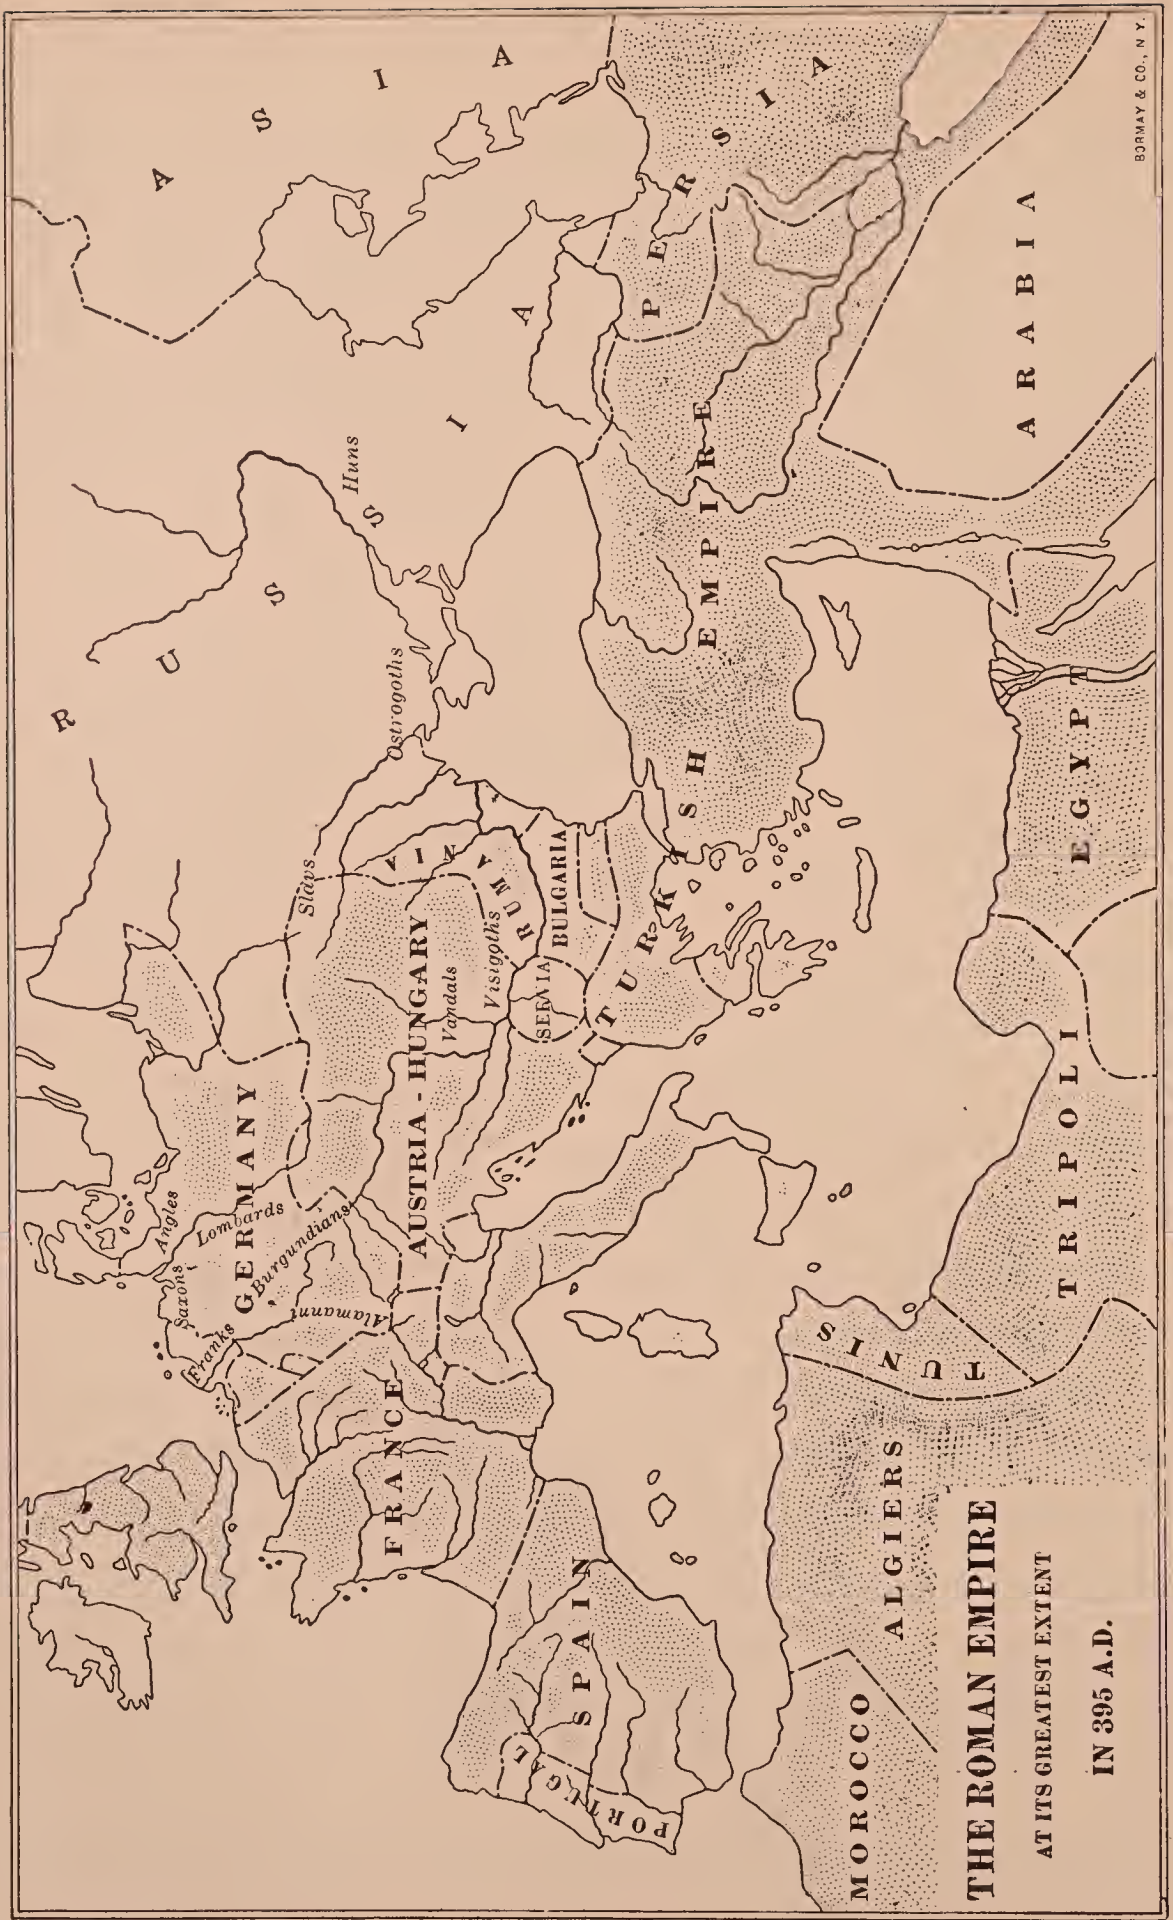 THE ROMAN EMPIRE
AT ITS GREATEST EXTENT
IN 395 A.D.
RUSSIA
ASIA
Huns
Ostrogoths
Slavs
GERMANY
Angles
Saxons
Lombards
Burgundians
Franks
Alamanni
AUSTRIA-HUNGARY
Vandals
Visigoths
RUMANIA
SERVIA
BULGARIA
FRANCE
SPAIN
PORTUGAL
TURKISH EMPIRE
PERSIA
ARABIA
EGYPT
TRIPOLI
TUNIS
ALGIERS
MOROCCO
BORMAY & CO., N.Y.